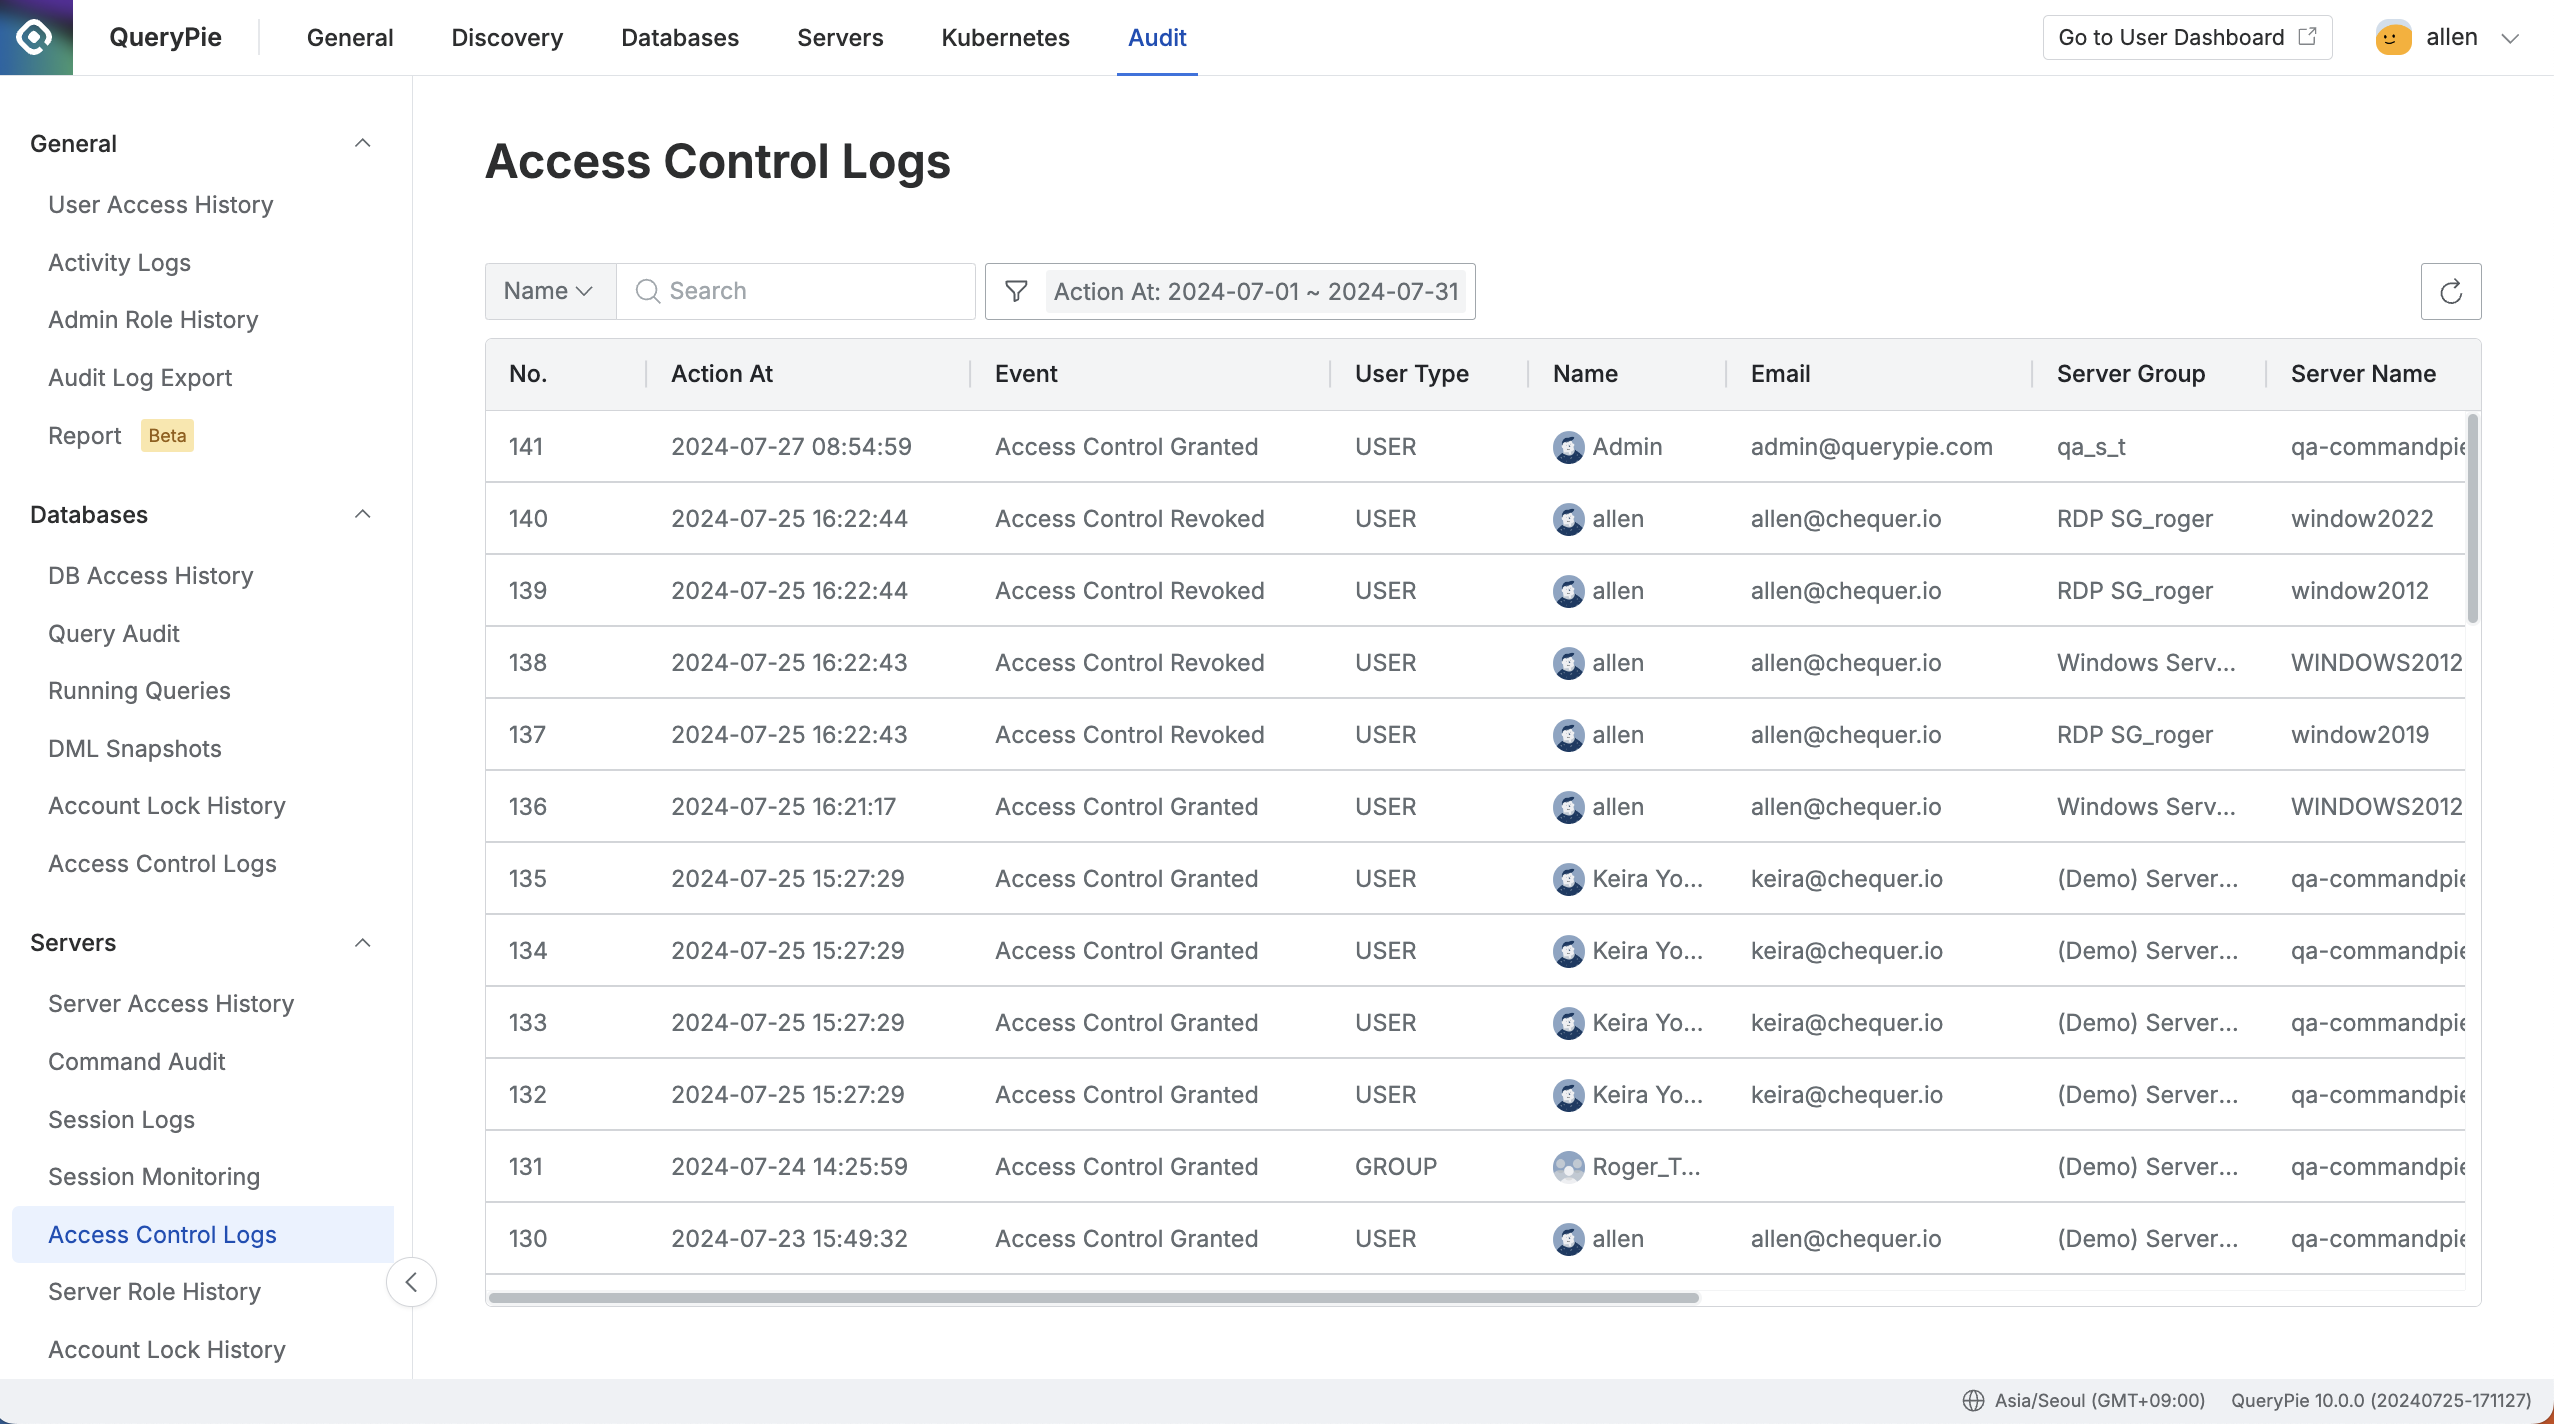 QueryPie General Discovery Databases Servers Kubernetes Audit Go to User Dashboard allen
General
User Access History
Activity Logs
Admin Role History
Audit Log Export
Report Beta
Databases
DB Access History
Query Audit
Running Queries
DML Snapshots
Account Lock History
Access Control Logs
Servers
Server Access History
Command Audit
Session Logs
Session Monitoring
Access Control Logs
Server Role History
Account Lock History
Access Control Logs
Name Search Action At: 2024-07-01 ~ 2024-07-31
No. Action At Event User Type Name Email Server Group Server Name
141 2024-07-27 08:54:59 Access Control Granted USER Admin admin@querypie.com qa_s_t qa-commandpie
140 2024-07-25 16:22:44 Access Control Revoked USER allen allen@chequer.io RDP SG_roger window2022
139 2024-07-25 16:22:44 Access Control Revoked USER allen allen@chequer.io RDP SG_roger window2012
138 2024-07-25 16:22:43 Access Control Revoked USER allen allen@chequer.io Windows Serv... WINDOWS2012
137 2024-07-25 16:22:43 Access Control Revoked USER allen allen@chequer.io RDP SG_roger window2019
136 2024-07-25 16:21:17 Access Control Granted USER allen allen@chequer.io Windows Serv... WINDOWS2012
135 2024-07-25 15:27:29 Access Control Granted USER Keira Yo... keira@chequer.io (Demo) Server... qa-commandpie
134 2024-07-25 15:27:29 Access Control Granted USER Keira Yo... keira@chequer.io (Demo) Server... qa-commandpie
133 2024-07-25 15:27:29 Access Control Granted USER Keira Yo... keira@chequer.io (Demo) Server... qa-commandpie
132 2024-07-25 15:27:29 Access Control Granted USER Keira Yo... keira@chequer.io (Demo) Server... qa-commandpie
131 2024-07-24 14:25:59 Access Control Granted GROUP Roger_T... (Demo) Server... qa-commandpie
130 2024-07-23 15:49:32 Access Control Granted USER allen allen@chequer.io (Demo) Server... qa-commandpie
Asia/Seoul (GMT+09:00) QueryPie 10.0.0 (20240725-171127)